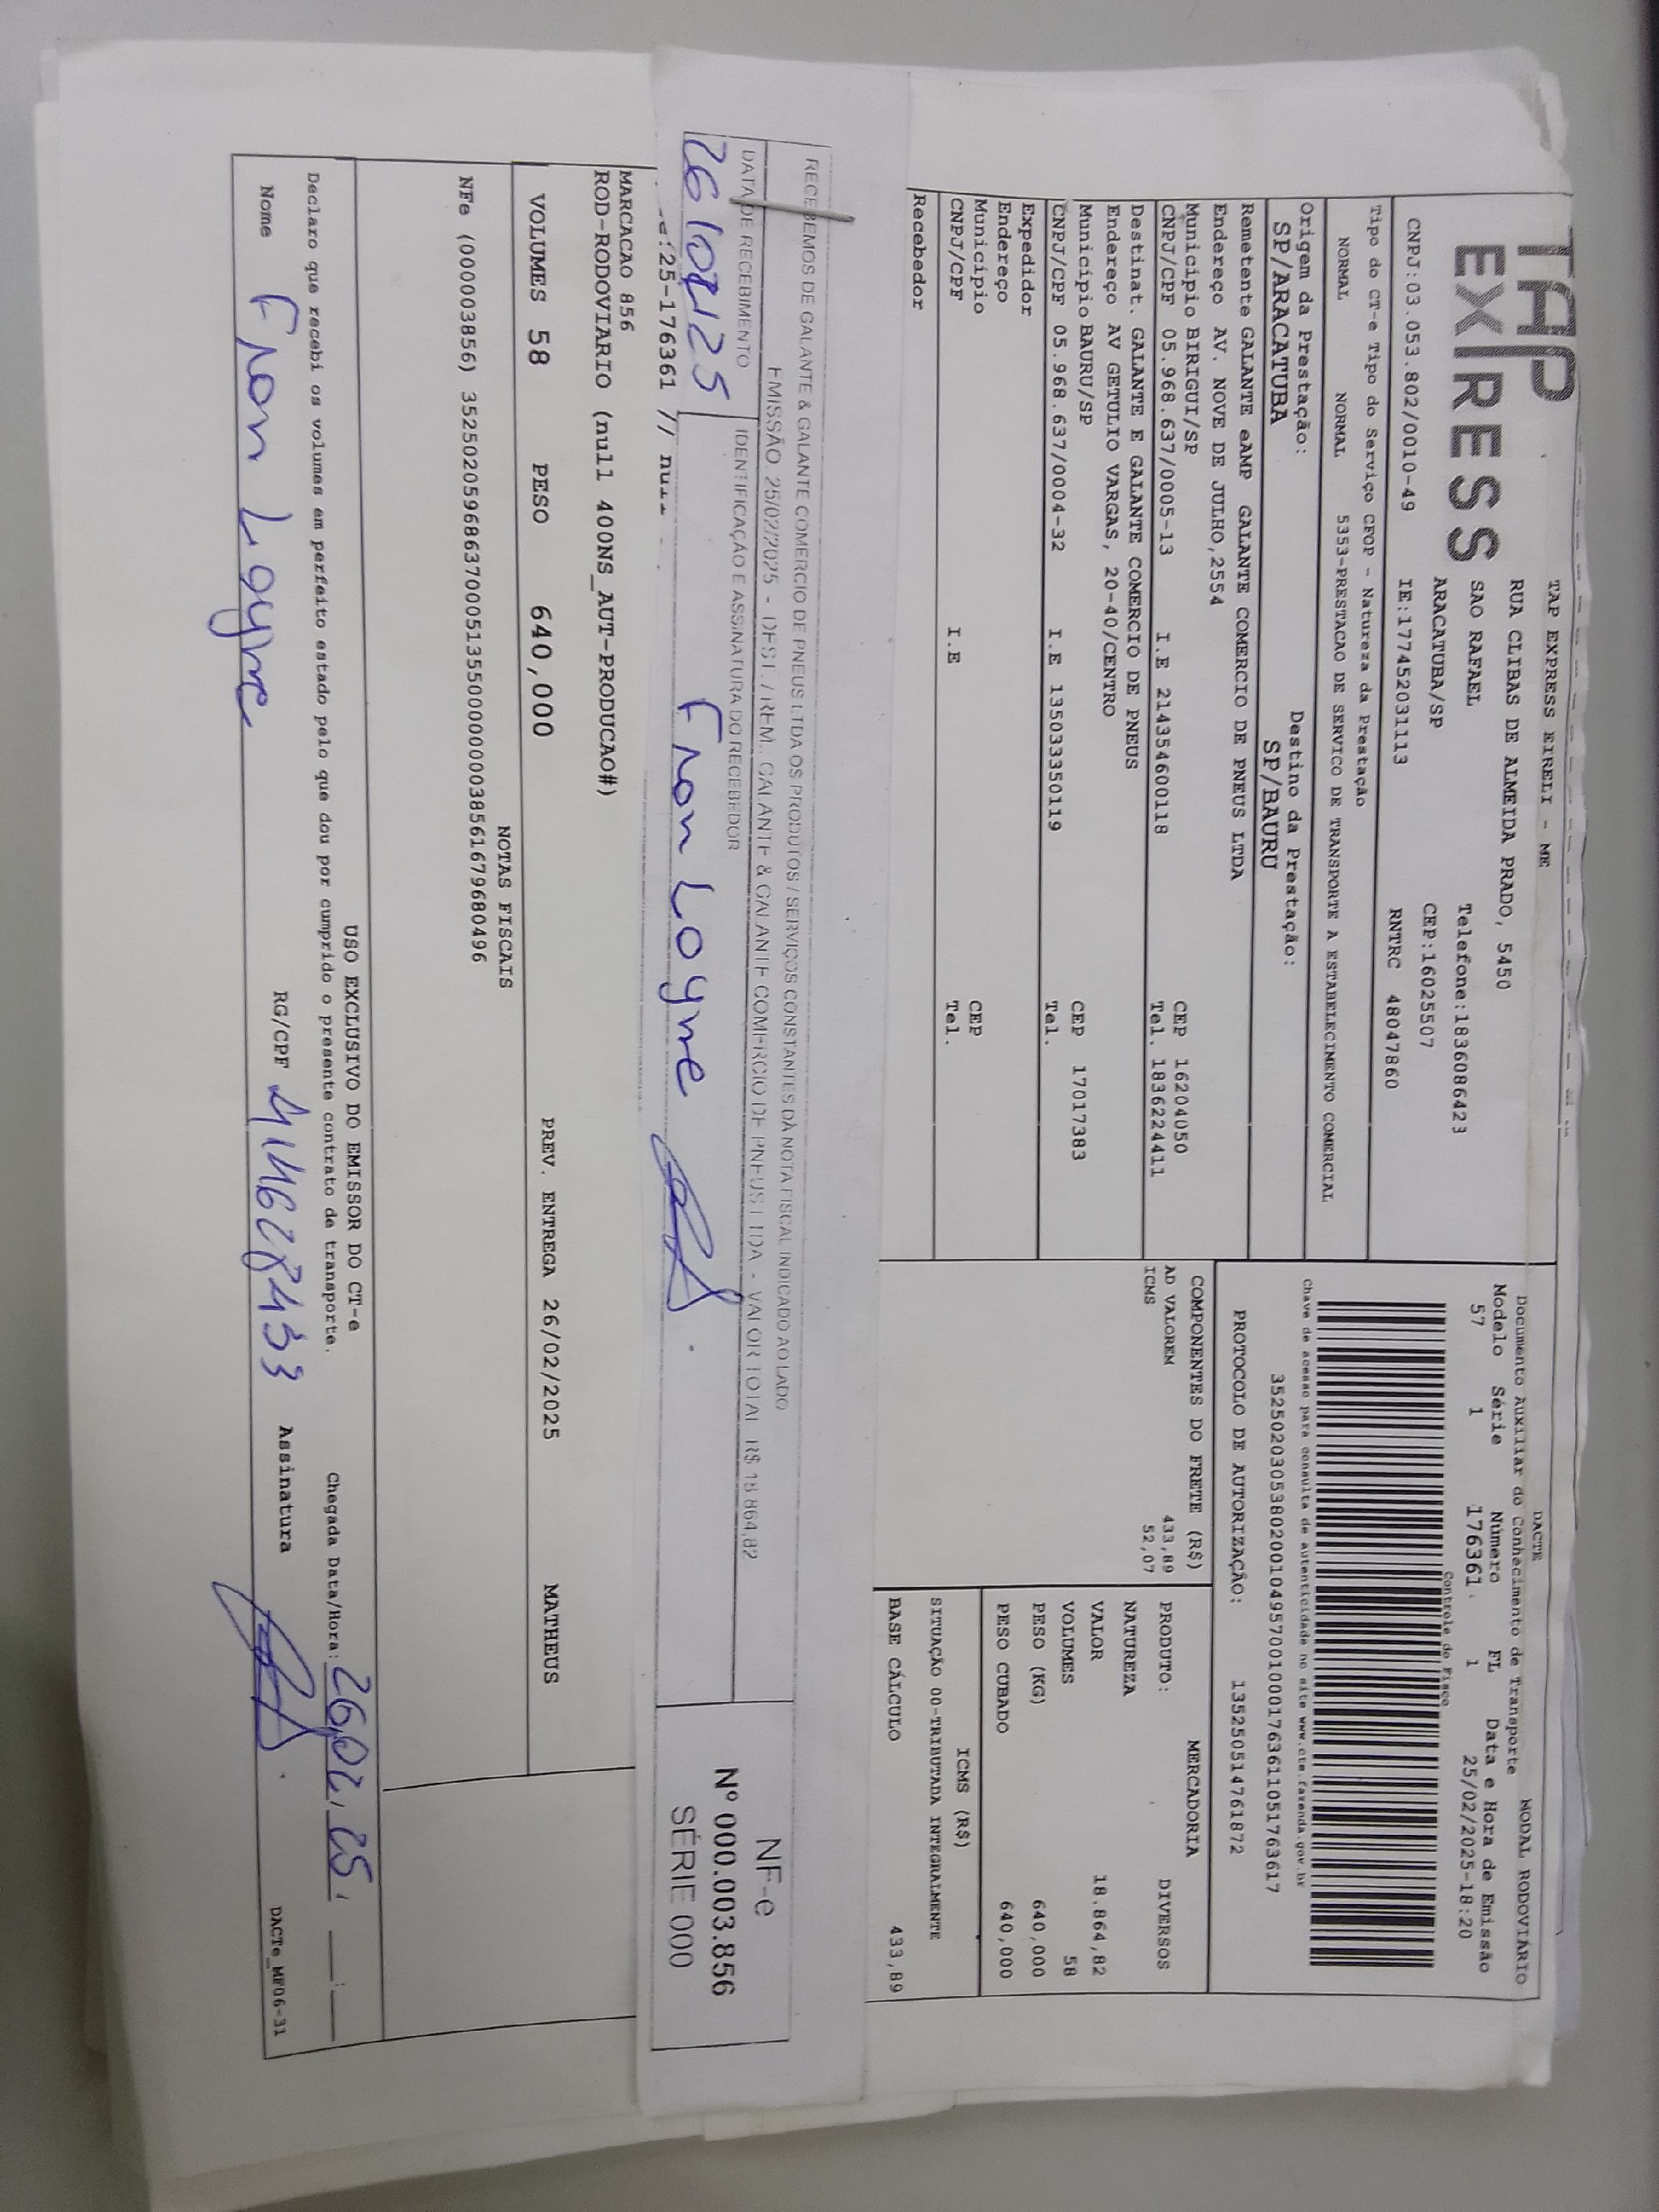 TAP EXPRESS
TAP EXPRESS EIRELI - ME
RUA CLIBAS DE ALMEIDA PRADO, 5450
SAO RAFAEL Telefone:1836086423
ARACATUBA/SP CEP:16025507
CNPJ:03.053.802/0010-49 IE:177452031113 RNTRC 48047860
Tipo do CT-e Tipo do Serviço CFOP - Natureza da Prestação
NORMAL NORMAL 5353-PRESTACAO DE SERVICO DE TRANSPORTE A ESTABELECIMENTO COMERCIAL
Origem da Prestação: Destino da Prestação:
SP/ARACATUBA SP/BAURU
Remetente GALANTE eAMP GALANTE COMERCIO DE PNEUS LTDA
Endereço AV. NOVE DE JULHO,2554
Município BIRIGUI/SP CEP 16204050
CNPJ/CPF 05.968.637/0005-13 I.E 214354600118 Tel. 1836224411
Destinat. GALANTE E GALANTE COMERCIO DE PNEUS
Endereço AV GETULIO VARGAS, 20-40/CENTRO
Município BAURU/SP CEP 17017383
CNPJ/CPF 05.968.637/0004-32 I.E 135033350119 Tel.
Expedidor
Endereço
Município CEP
CNPJ/CPF I.E Tel.
Recebedor
DACTE MODAL RODOVIÁRIO
Documento Auxiliar do Conhecimento de Transporte
Modelo Série Número FL Data e Hora de Emissão
57 1 176361 1 25/02/2025-18:20
Controle do Fisco
Chave de acesso para consulta de autenticidade no site www.cte.fazenda.gov.br
35250203053802001049570010001763611051763617
PROTOCOLO DE AUTORIZAÇÃO: 135250514761872
COMPONENTES DO FRETE (R$)
AD VALOREM 433,89
ICMS 52,07
MERCADORIA
PRODUTO: DIVERSOS
NATUREZA
VALOR 18.864,82
VOLUMES 58
PESO (KG) 640,000
PESO CUBADO 640,000
ICMS (R$)
SITUAÇÃO 00-TRIBUTADA INTEGRALMENTE
BASE CÁLCULO 433,89
RECEBEMOS DE GALANTE & GALANTE COMERCIO DE PNEUS LTDA OS PRODUTOS / SERVIÇOS CONSTANTES DA NOTA FISCAL INDICADO AO LADO
EMISSÃO 25/02/2025 - DEST. / REM.: GALANTE & GALANTE COMERCIO DE PNEUS LTDA - VALOR TOTAL R$ 18.864,82
DATA DE RECEBIMENTO IDENTIFICAÇÃO E ASSINATURA DO RECEBEDOR
26/02/25 Fran Loyne
NF-e
Nº 000.003.856
SÉRIE 000
:25-176361 //
MARCACAO 856
ROD-RODOVIARIO (null 400NS_AUT-PRODUCAO#)
VOLUMES 58 PESO 640,000 PREV. ENTREGA 26/02/2025 MATHEUS
NOTAS FISCAIS
NFe (000003856) 35250205968637000513550000000038561679680496
USO EXCLUSIVO DO EMISSOR DO CT-e
Declaro que recebi os volumes em perfeito estado pelo que dou por cumprido o presente contrato de transporte. Chegada Data/Hora: 26,02,25
Nome Fran Loyne RG/CPF Assinatura
DACTe_MF06-31